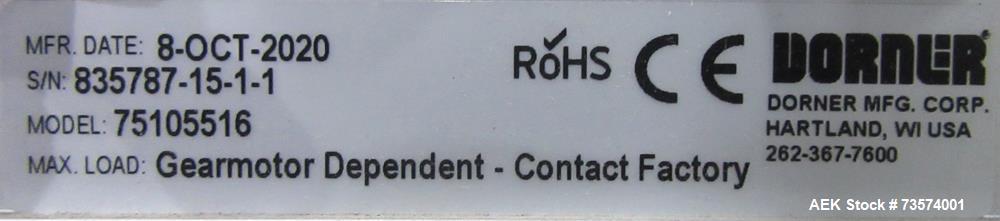 MFR. DATE: 8-OCT-2020
S/N: 835787-15-1-1
MODEL: 75105516
MAX. LOAD: Gearmotor Dependent - Contact Factory
RoHS CE
DORNER®
DORNER MFG. CORP.
HARTLAND, WI USA
262-367-7600
AEK Stock #73574001